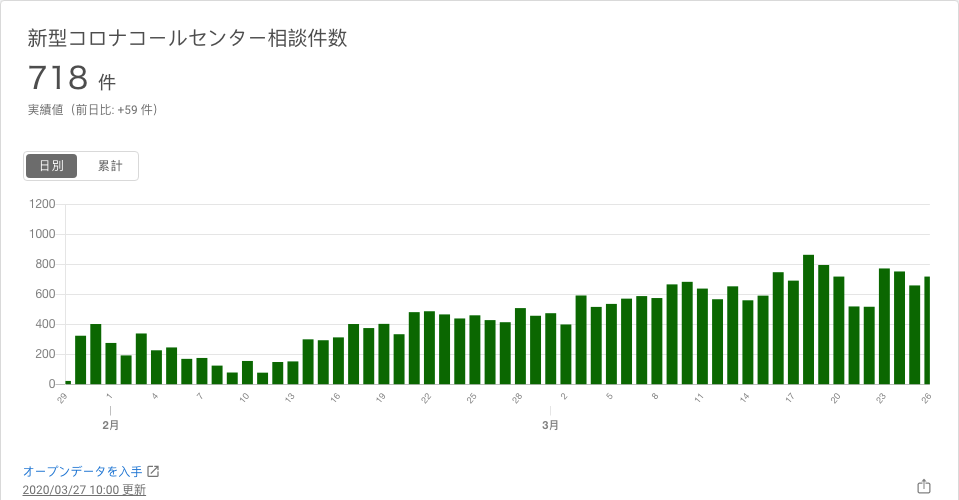 新型コロナコールセンター相談件数
718 件
実績値（前日比: +59 件）
日別 累計
1200
1000
800
600
400
200
0
29 1 4 7 10 13 16 19 22 25 28 2 5 8 11 14 17 20 23 26
2月 3月
オープンデータを入手
2020/03/27 10:00 更新